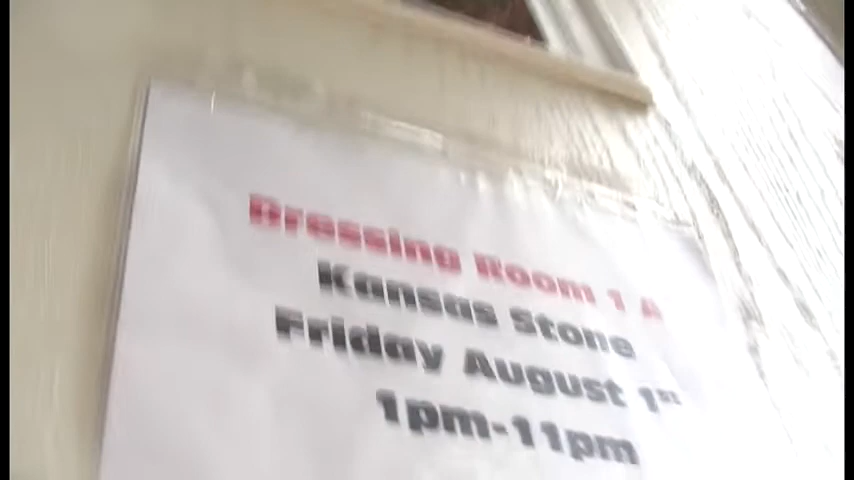 Dressing Room 1 A
Kansas Stone
Friday August 1st
1pm-11pm